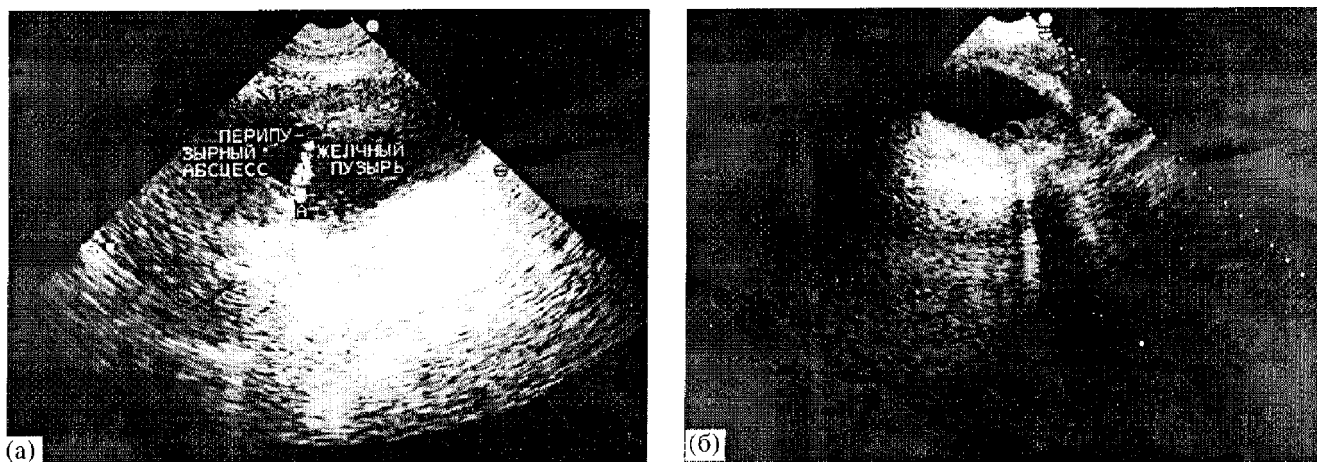 ПЕРИПУ-
ЗЫРНЫЙ
АБСЦЕСС
ЖЕЛЧНЫЙ
ПУЗЫРЬ
А
(а)
(б)